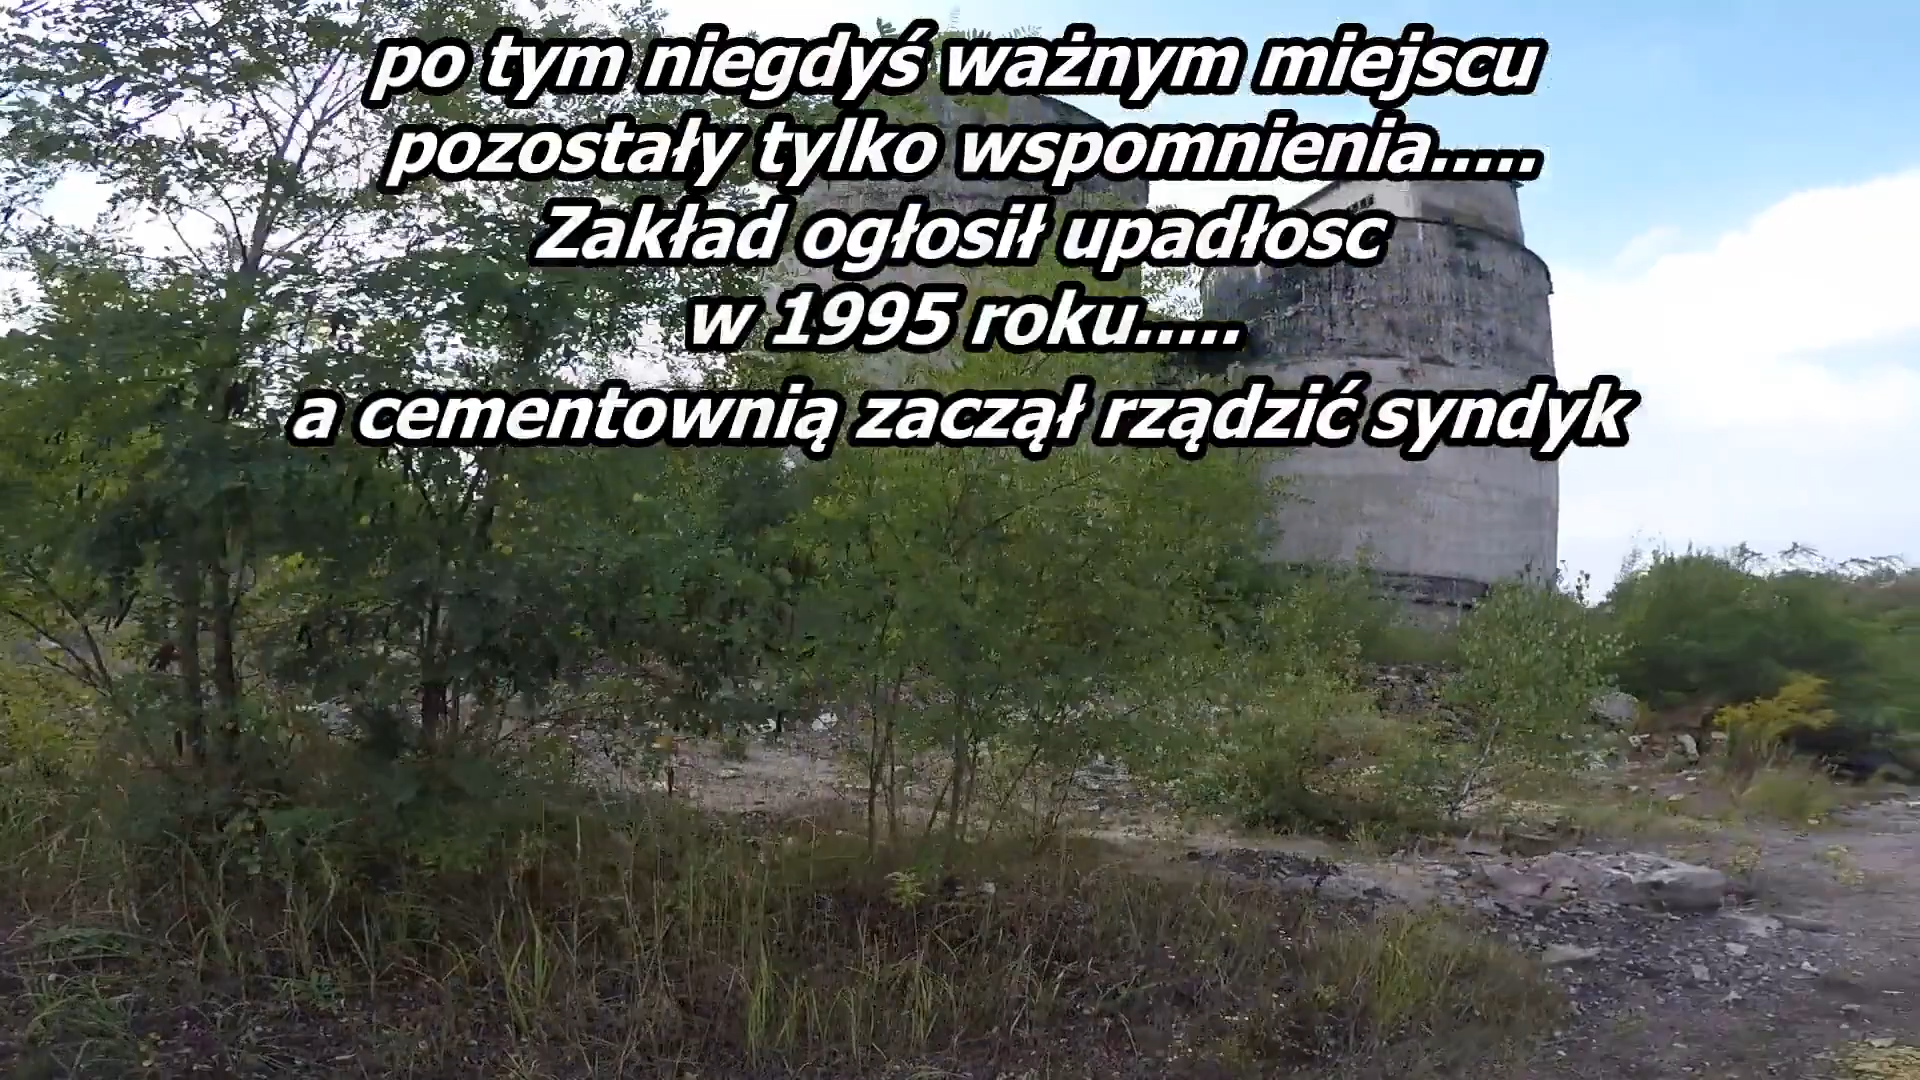 po tym niegdyś ważnym miejscu
pozostały tylko wspomnienia.....
Zakład ogłosił upadłosc
w 1995 roku.....
a cementownią zaczął rządzić syndyk